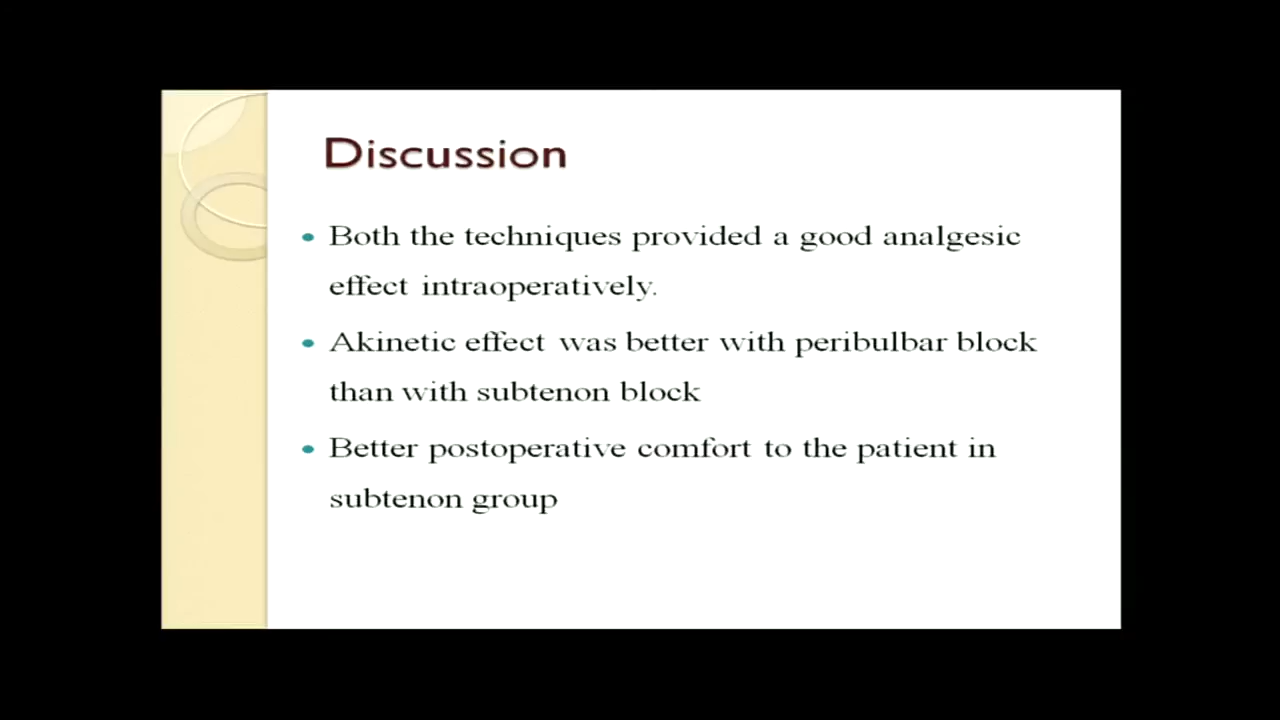 Discussion
Both the techniques provided a good analgesic
effect intraoperatively.
Akinetic effect was better with peribulbar block
than with subtenon block
Better postoperative comfort to the patient in
subtenon group